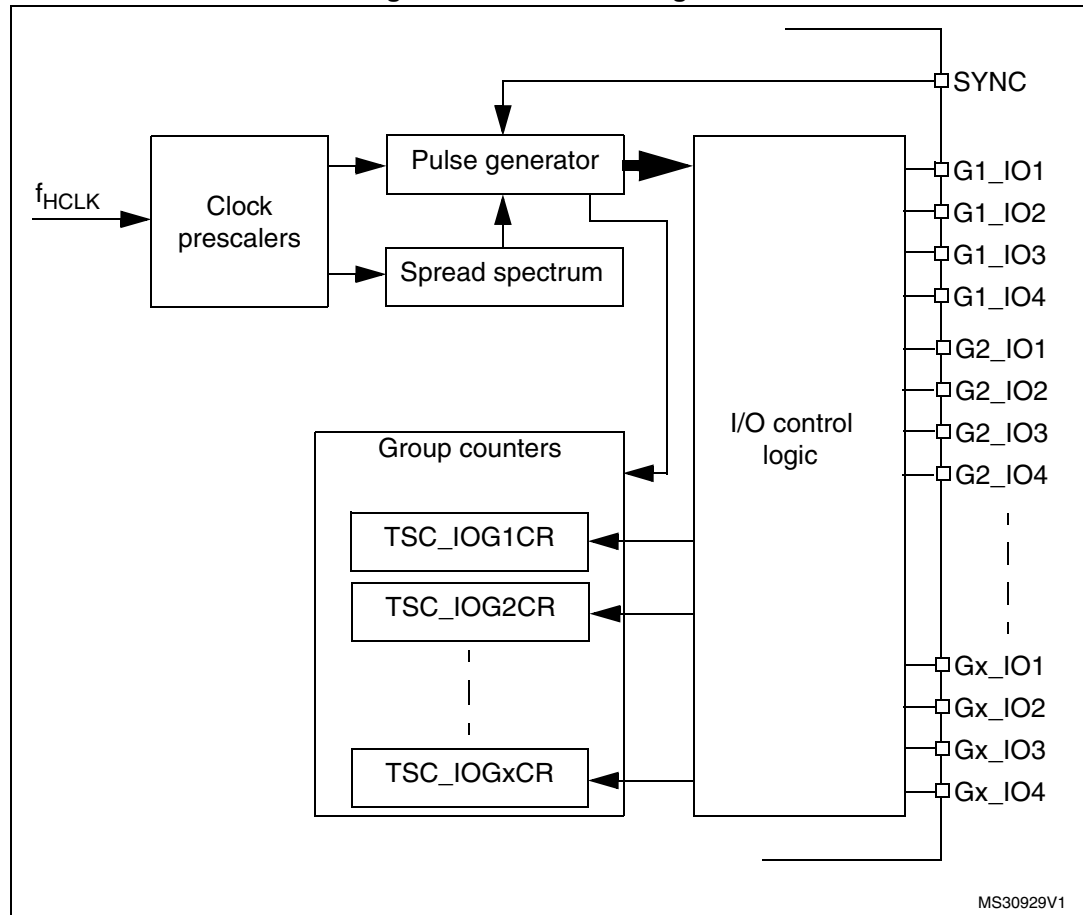 SYNC
Pulse generator
G1_IO1
fHCLK
Clock
prescalers
G1_IO2
G1_IO3
Spread spectrum
G1_IO4
G2_IO1
G2_IO2
I/O control
logic
G2_IO3
Group counters
G2_IO4
TSC_IOG1CR
TSC_IOG2CR
Gx_IO1
Gx_IO2
Gx_IO3
TSC_IOGxCR
Gx_IO4
MS30929V1